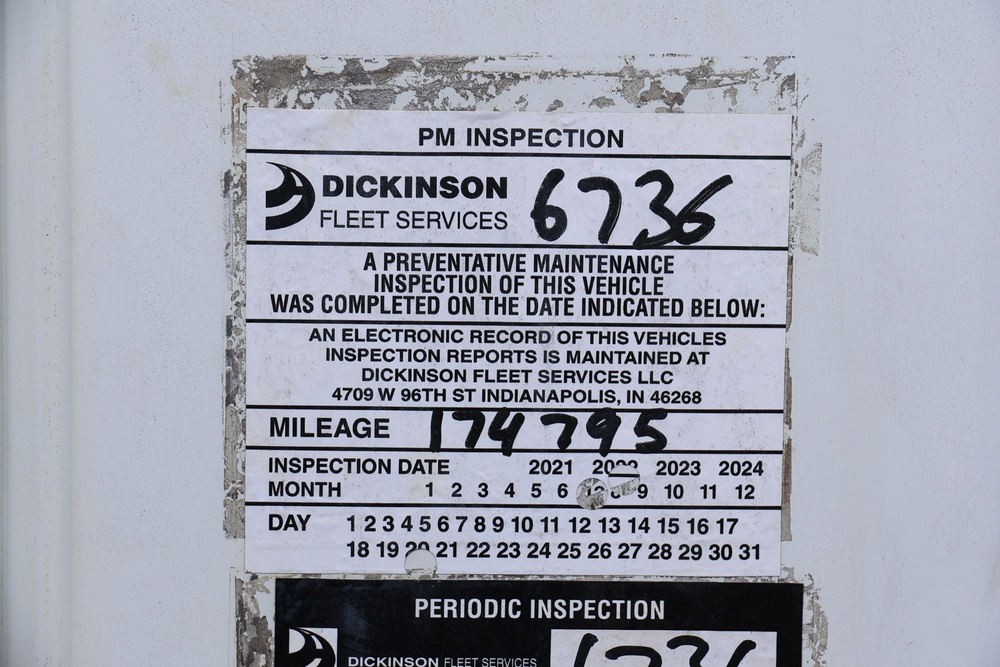 PM INSPECTION
DICKINSON
FLEET SERVICES
6736
A PREVENTATIVE MAINTENANCE
INSPECTION OF THIS VEHICLE
WAS COMPLETED ON THE DATE INDICATED BELOW:
AN ELECTRONIC RECORD OF THIS VEHICLES
INSPECTION REPORTS IS MAINTAINED AT
DICKINSON FLEET SERVICES LLC
4709 W 96TH ST INDIANAPOLIS, IN 46268
MILEAGE 174795
INSPECTION DATE 2021 2022 2023 2024
MONTH 1 2 3 4 5 6 8 9 10 11 12
DAY 1 2 3 4 5 6 7 8 9 10 11 12 13 14 15 16 17
18 19 20 21 22 23 24 25 26 27 28 29 30 31
PERIODIC INSPECTION
DICKINSON FLEET SERVICES